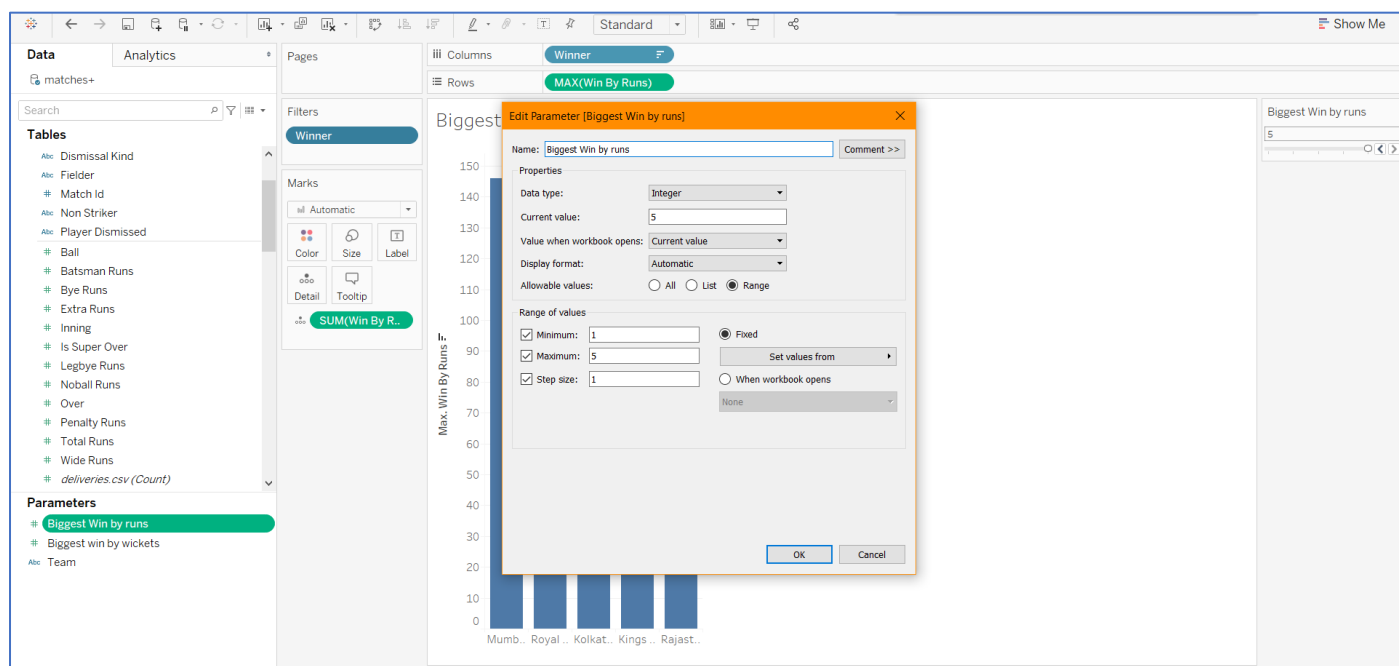 Standard
Show Me
Data
Analytics
matches+
Search
Tables
Abc Dismissal Kind
Abc Fielder
# Match Id
Abc Non Striker
Abc Player Dismissed
# Ball
# Batsman Runs
# Bye Runs
# Extra Runs
# Inning
# Is Super Over
# Legbye Runs
# Noball Runs
# Over
# Penalty Runs
# Total Runs
# Wide Runs
# deliveries.csv (Count)
Parameters
# Biggest Win by runs
# Biggest win by wickets
Abc Team
Pages
Filters
Winner
Marks
Automatic
Color
Size
T
Label
Detail
Tooltip
SUM(Win By R..
iii Columns
Winner
Rows
MAX(Win By Runs)
Biggest
150
140
130
120
110
100
90
80
70
60
50
40
30
20
10
0
Max. Win By Runs
Mumb.. Royal .. Kolkat.. Kings .. Rajast..
Edit Parameter [Biggest Win by runs]
Name: Biggest Win by runs
Comment >>
Properties
Data type: Integer
Current value: 5
Value when workbook opens: Current value
Display format: Automatic
Allowable values: All List Range
Range of values
Minimum: 1 Fixed
Maximum: 5 Set values from
Step size: 1 When workbook opens
None
OK
Cancel
Biggest Win by runs
5